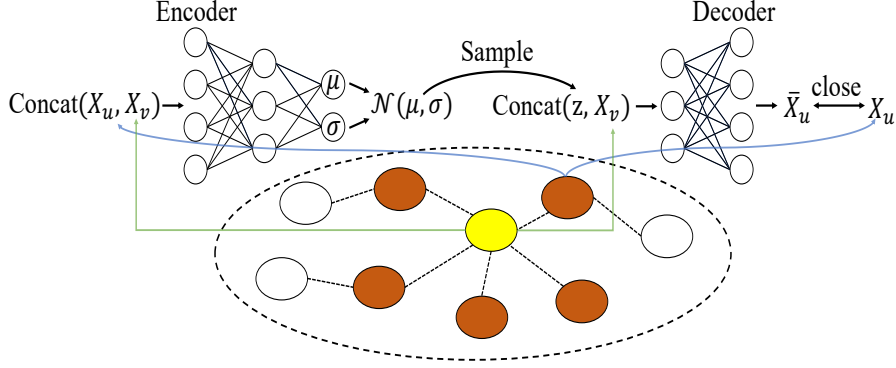 Encoder
Decoder
Sample
μ
σ
Concat(X_u, X_v)
𝒩(μ, σ)
Concat(z, X_v)
X̄_u
close
X_u